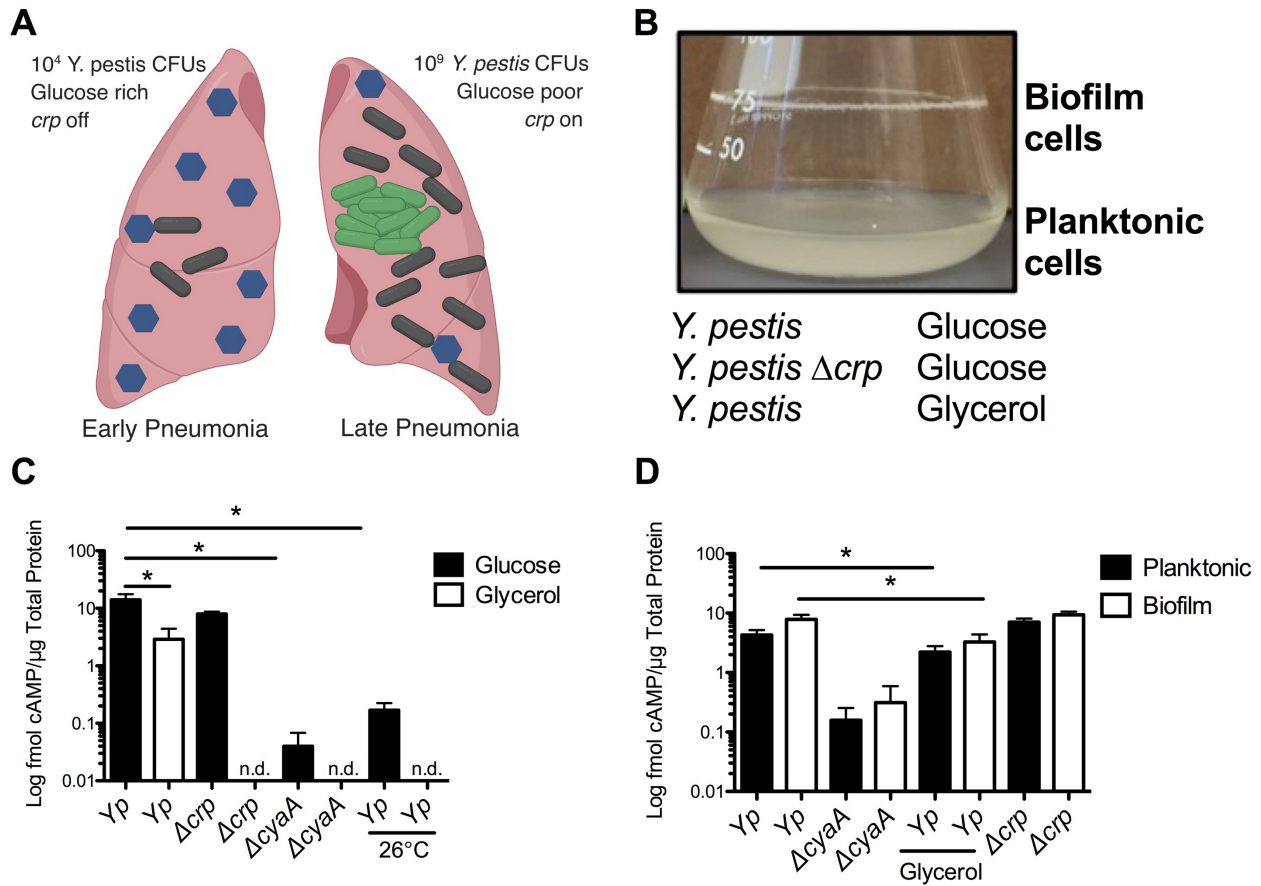 A
10⁴ Y. pestis CFUs
Glucose rich
crp off
10⁹ Y. pestis CFUs
Glucose poor
crp on
Early Pneumonia
Late Pneumonia
B
75
50
Biofilm
cells
Planktonic
cells
Y. pestis Glucose
Y. pestis Δcrp Glucose
Y. pestis Glycerol
C
Log fmol cAMP/µg Total Protein
100
10
1
0.1
0.01
*
*
*
n.d.
n.d.
n.d.
Yp
Yp
Δcrp
Δcrp
ΔcyaA
ΔcyaA
Yp
Yp
26°C
Glucose
Glycerol
D
Log fmol cAMP/µg Total Protein
100
10
1
0.1
0.01
*
*
Yp
Yp
ΔcyaA
ΔcyaA
Yp
Yp
Δcrp
Δcrp
Glycerol
Planktonic
Biofilm